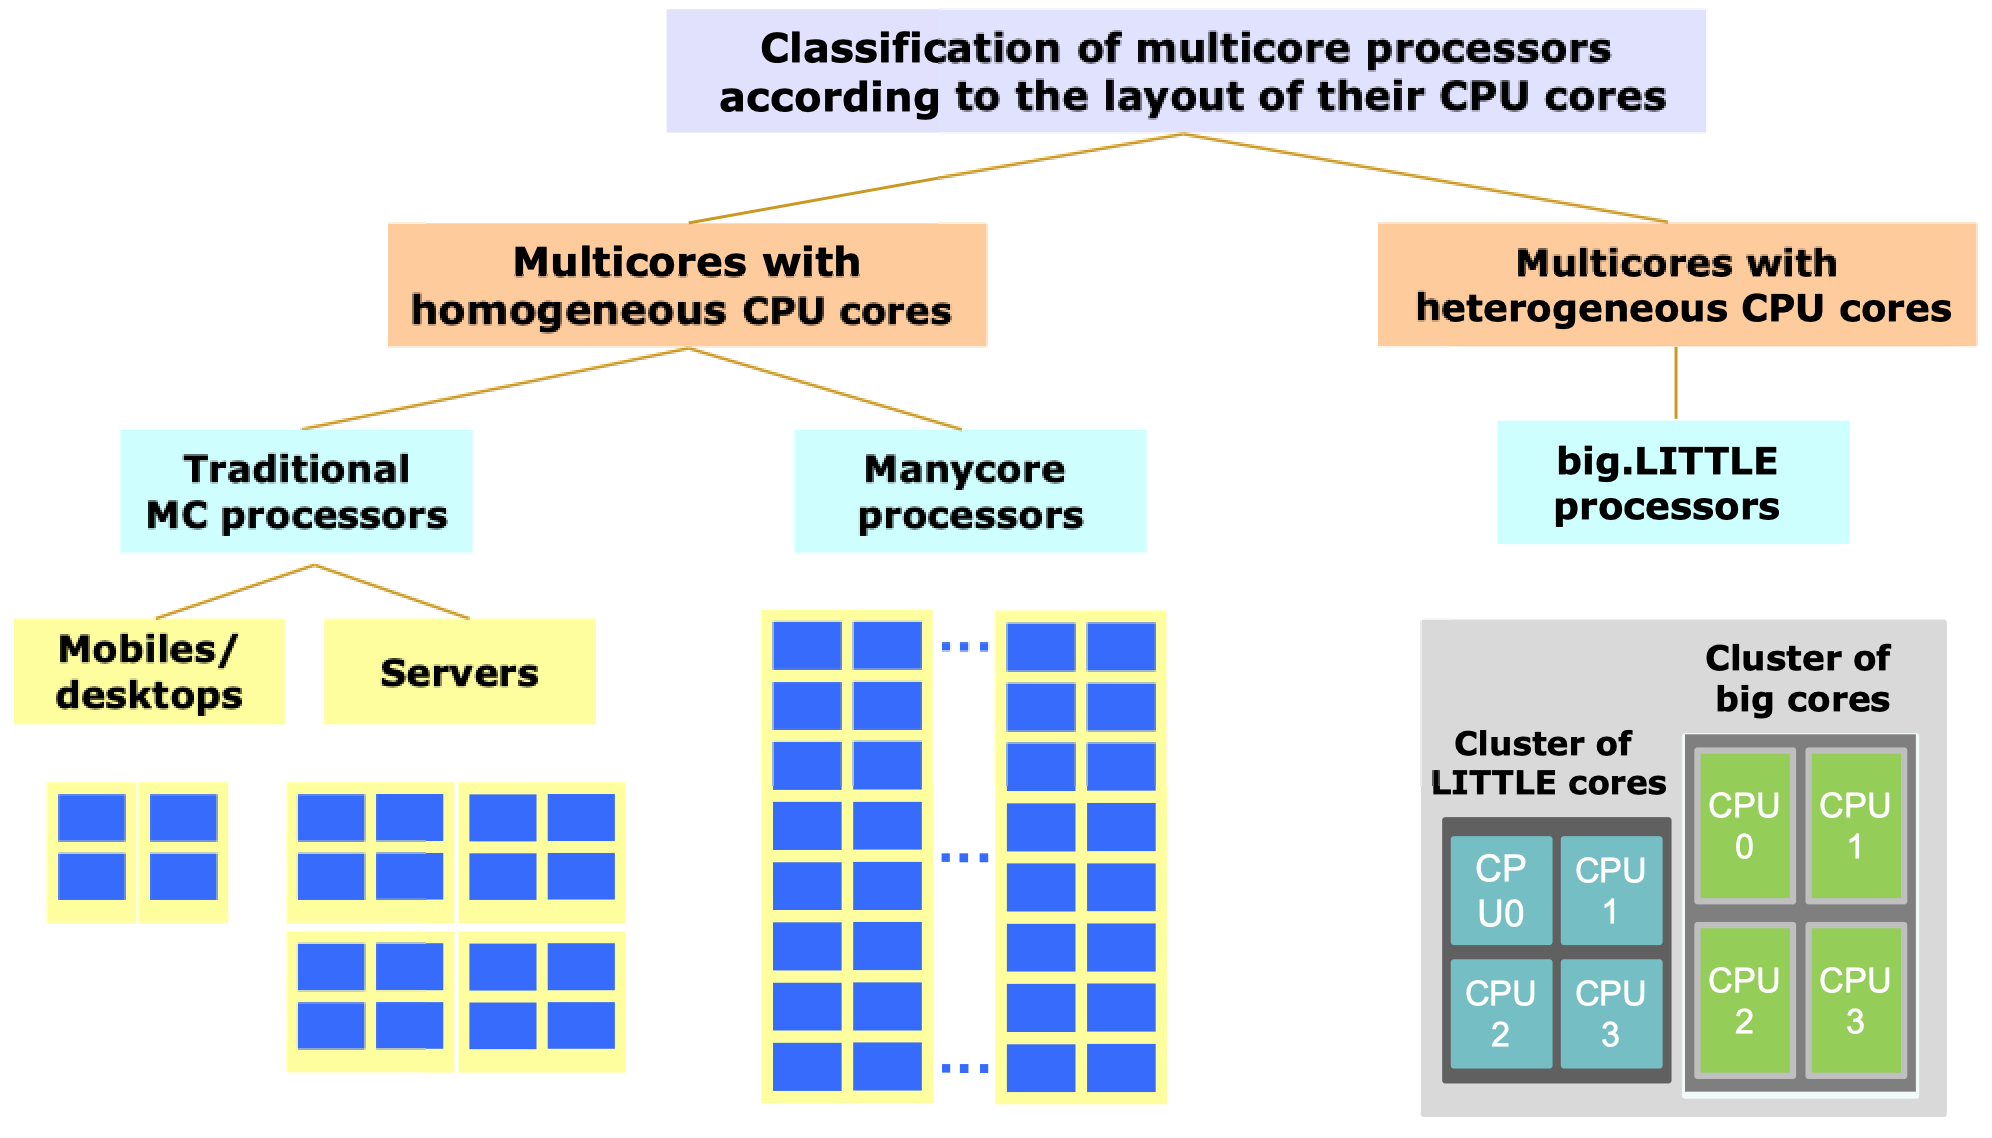 Classification of multicore processors
according to the layout of their CPU cores
Multicores with
homogeneous CPU cores
Multicores with
heterogeneous CPU cores
Traditional
MC processors
Manycore
processors
big.LITTLE
processors
Mobiles/
desktops
Servers
...
...
...
Cluster of
LITTLE cores
CP
U0
CPU
1
CPU
2
CPU
3
Cluster of
big cores
CPU
0
CPU
1
CPU
2
CPU
3